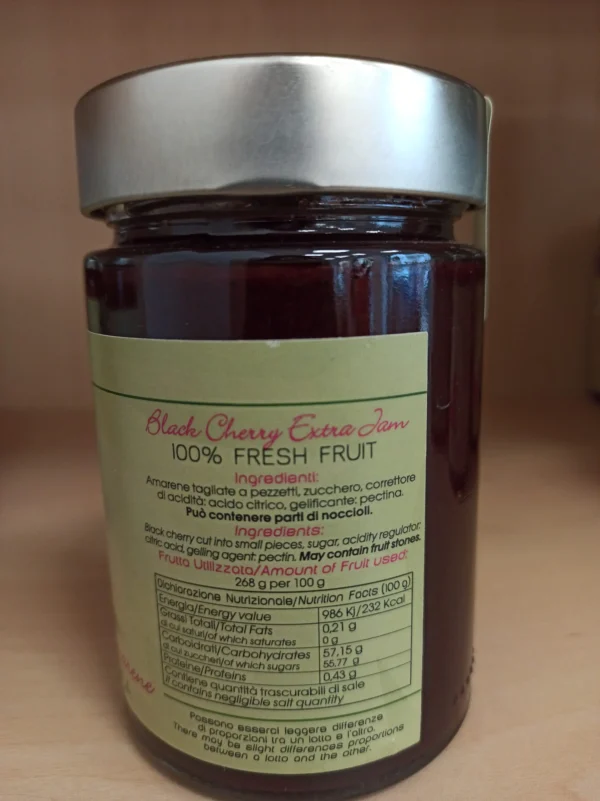 Black Cherry Extra Jam
100% FRESH FRUIT
Ingredienti:
Amarene tagliate a pezzetti, zucchero, correttore
di acidità: acido citrico, gelificante: pectina.
Può contenere parti di noccioli.
Ingredients:
Black cherry cut into small pieces, sugar, acidity regulator:
citric acid, gelling agent: pectin. May contain fruit stones.
Frutta Utilizzata/Amount of Fruit used:
268 g per 100 g
Dichiarazione Nutrizionale/Nutrition Facts (100 g)
Energia/Energy value 986 Kj/232 Kcal
Grassi Totali/Total Fats 0,21 g
di cui saturi/of which saturates 0 g
Carboidrati/Carbohydrates 57,15 g
di cui zuccheri/of which sugars 55,77 g
Proteine/Proteins 0,43 g
Contiene quantità trascurabili di sale
It contains negligible salt quantity
Possono esserci leggere differenze
di proporzioni tra un lotto e l'altro.
There may be slight differences proportions
between a lotto and the other.